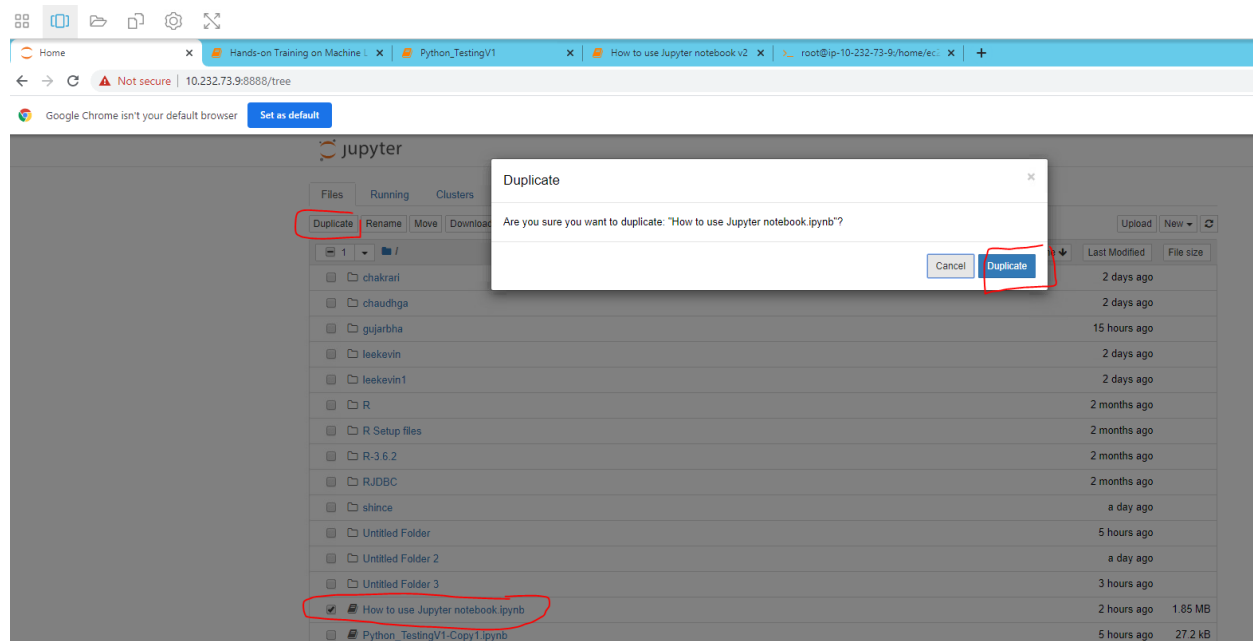 Home
Hands-on Training on Machine L
Python_TestingV1
How to use Jupyter notebook v2
root@ip-10-232-73-9:/home/ec
Not secure | 10.232.73.9:8888/tree
Google Chrome isn't your default browser Set as default
jupyter
Duplicate
Files Running Clusters
Are you sure you want to duplicate: "How to use Jupyter notebook.ipynb"?
Duplicate Rename Move Download
Upload New
Cancel Duplicate
1 /
Last Modified File size
chakrari 2 days ago
chaudhga 2 days ago
gujarbha 15 hours ago
leekevin 2 days ago
leekevin1 2 days ago
R 2 months ago
R Setup files 2 months ago
R-3.6.2 2 months ago
RJDBC 2 months ago
shince a day ago
Untitled Folder 5 hours ago
Untitled Folder 2 a day ago
Untitled Folder 3 3 hours ago
How to use Jupyter notebook.ipynb 2 hours ago 1.85 MB
Python_TestingV1-Copy1.ipynb 5 hours ago 27.2 kB